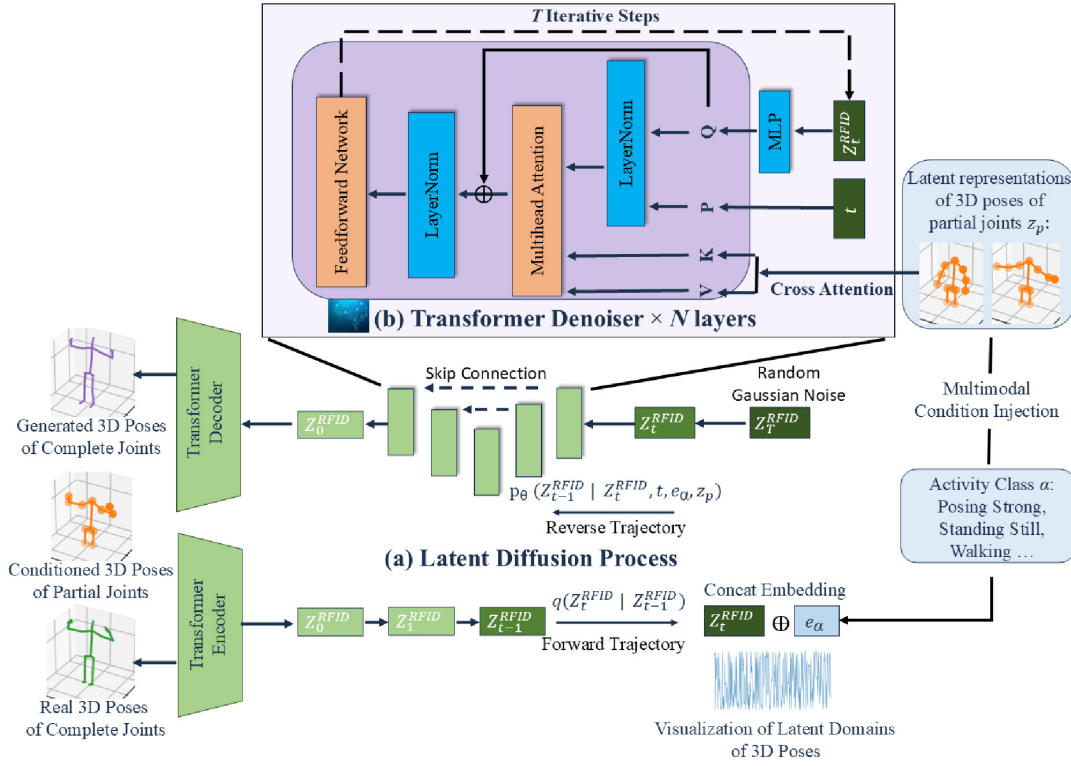 T Iterative Steps
Feedforward Network
LayerNorm
Multihead Attention
LayerNorm
Q
P
K
V
MLP
Z_t^{RFID}
t
Latent representations
of 3D poses of
partial joints z_p:
Cross Attention
(b) Transformer Denoiser × N layers
Multimodal
Condition Injection
Activity Class α:
Posing Strong,
Standing Still,
Walking ...
Generated 3D Poses
of Complete Joints
Transformer
Decoder
Z_0^{RFID}
Skip Connection
Random
Gaussian Noise
Z_t^{RFID}
Z_T^{RFID}
p_θ (Z_{t-1}^{RFID} | Z_t^{RFID}, t, e_α, z_p)
Reverse Trajectory
(a) Latent Diffusion Process
Conditioned 3D Poses
of Partial Joints
Transformer
Encoder
Z_0^{RFID}
Z_1^{RFID}
Z_{t-1}^{RFID}
q(Z_t^{RFID} | Z_{t-1}^{RFID})
Forward Trajectory
Concat Embedding
Z_t^{RFID} ⊕ e_α
Real 3D Poses
of Complete Joints
Visualization of Latent Domains
of 3D Poses